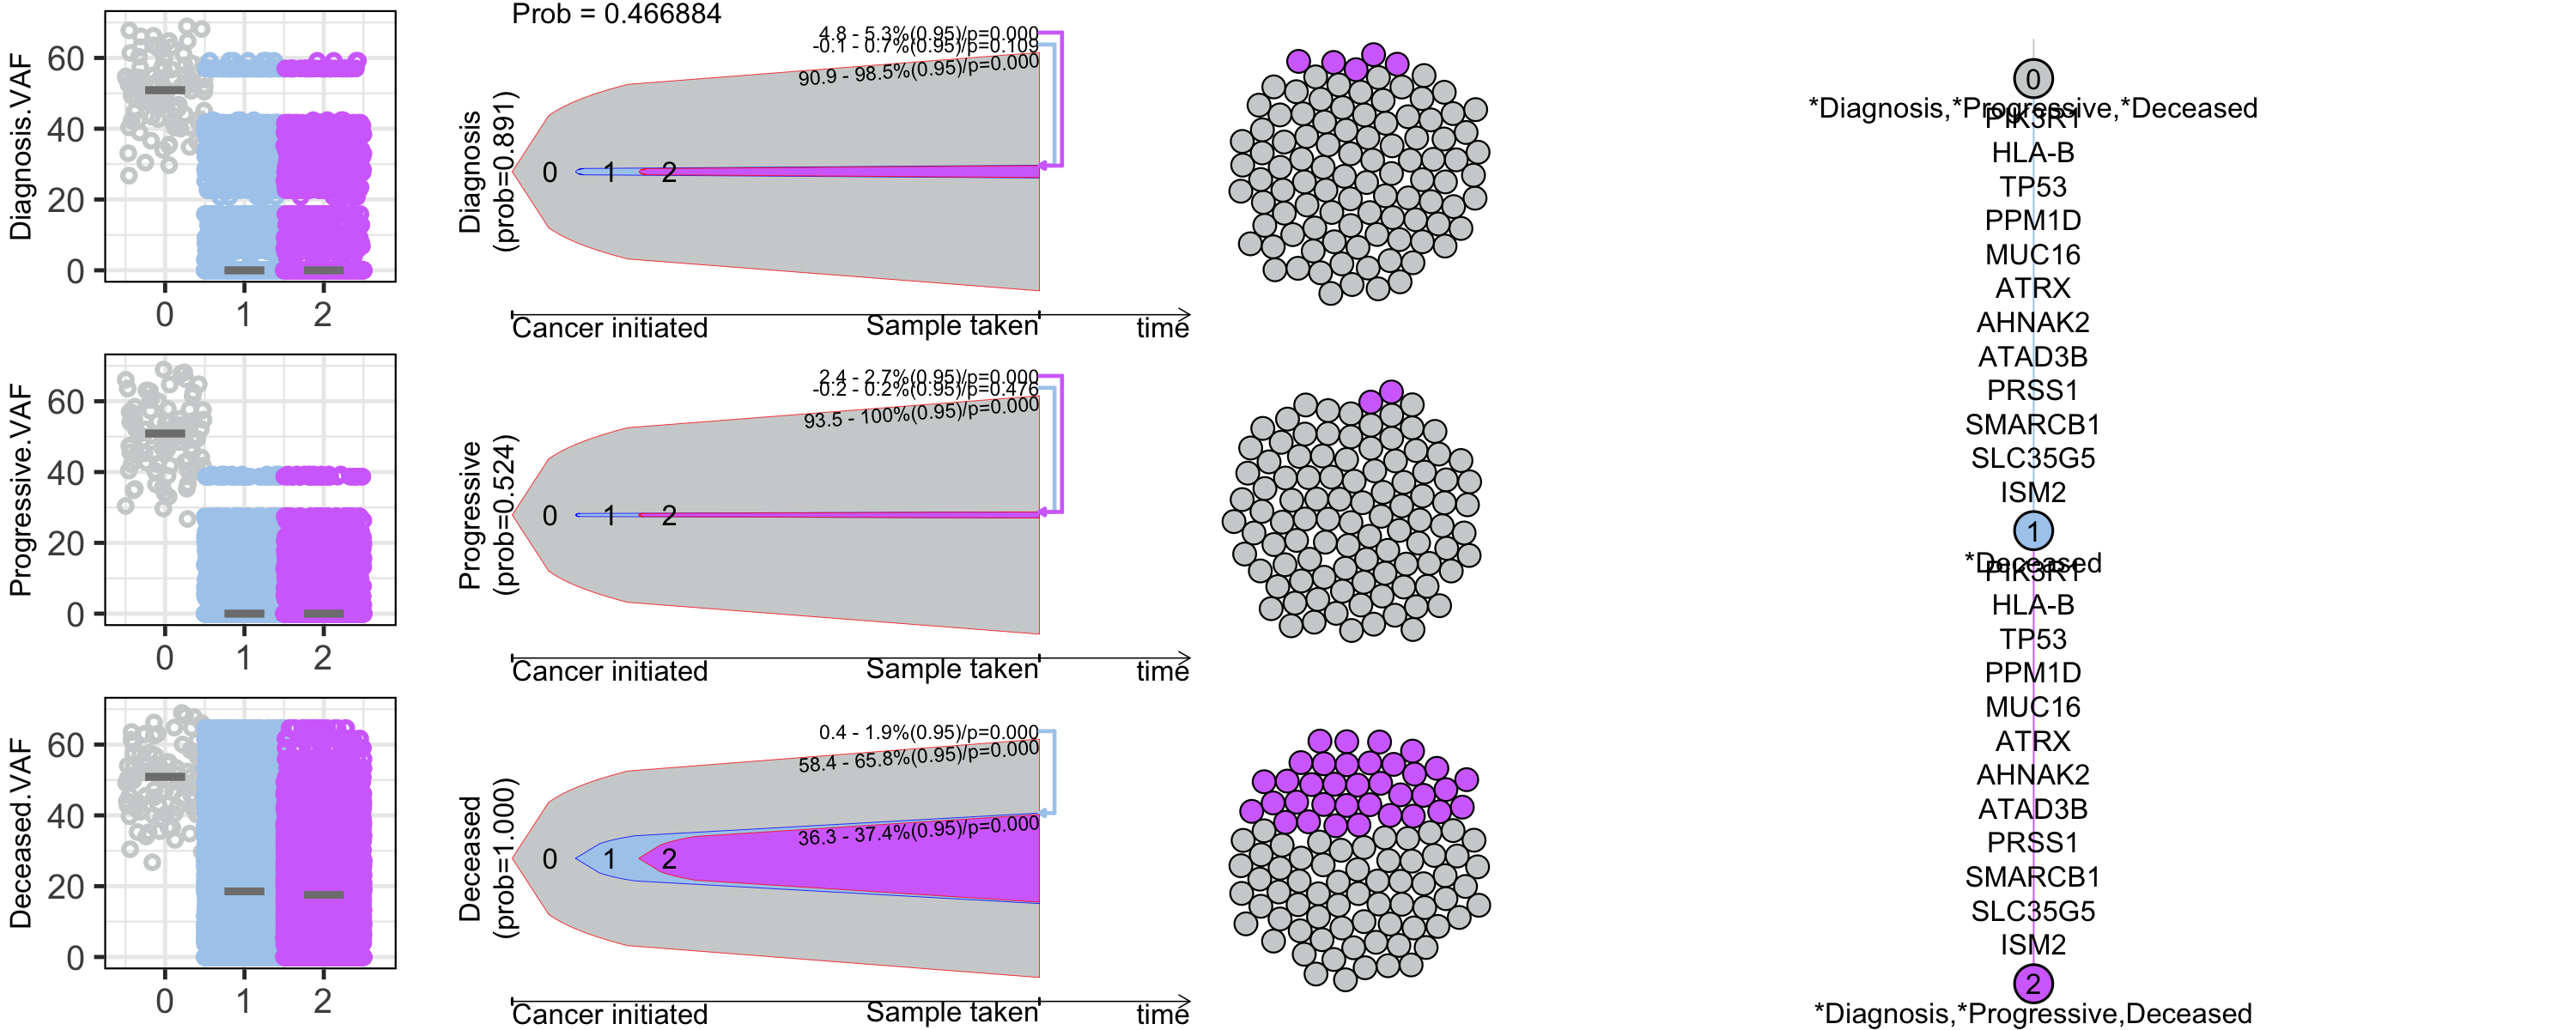 Prob = 0.466884
Diagnosis.VAF
60
40
20
0
0 1 2
Diagnosis
(prob=0.891)
4.8 - 5.3%(0.95)/p=0.000
-0.1 - 0.7%(0.95)/p=0.109
90.9 - 98.5%(0.95)/p=0.000
0 1 2
Cancer initiated Sample taken time
Progressive.VAF
60
40
20
0
0 1 2
Progressive
(prob=0.524)
2.4 - 2.7%(0.95)/p=0.000
-0.2 - 0.2%(0.95)/p=0.476
93.5 - 100%(0.95)/p=0.000
0 1 2
Cancer initiated Sample taken time
Deceased.VAF
60
40
20
0
0 1 2
Deceased
(prob=1.000)
0.4 - 1.9%(0.95)/p=0.000
58.4 - 65.8%(0.95)/p=0.000
36.3 - 37.4%(0.95)/p=0.000
0 1 2
Cancer initiated Sample taken time
0
*Diagnosis,*Progressive,*Deceased
PIK3R1
HLA-B
TP53
PPM1D
MUC16
ATRX
AHNAK2
ATAD3B
PRSS1
SMARCB1
SLC35G5
ISM2
1
*Deceased
PIK3R1
HLA-B
TP53
PPM1D
MUC16
ATRX
AHNAK2
ATAD3B
PRSS1
SMARCB1
SLC35G5
ISM2
2
*Diagnosis,*Progressive,Deceased